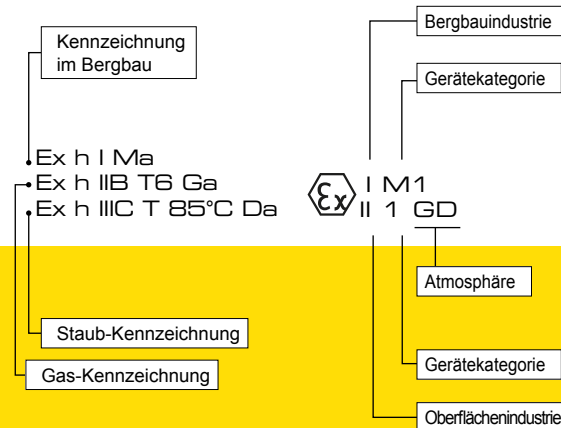 Kennzeichnung
im Bergbau
Ex h I Ma
Ex h IIB T6 Ga
Ex h IIIC T 85°C Da
Staub-Kennzeichnung
Gas-Kennzeichnung
Bergbauindustrie
Gerätekategorie
Ex
I M1
II 1 GD
Atmosphäre
Gerätekategorie
Oberflächenindustrie